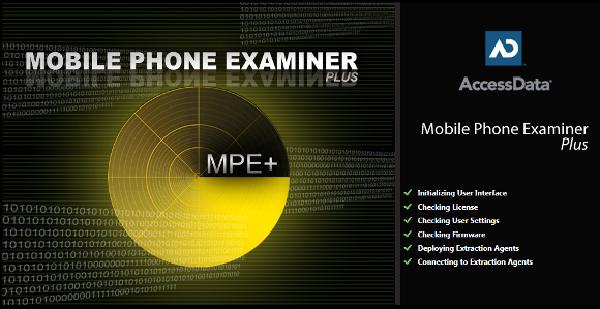 MOBILE PHONE EXAMINER
PLUS
MPE+
AD
AccessData
Mobile Phone Examiner
Plus
Initializing User Interface
Checking License
Checking User Settings
Checking Firmware
Deploying Extraction Agents
Connecting to Extraction Agents